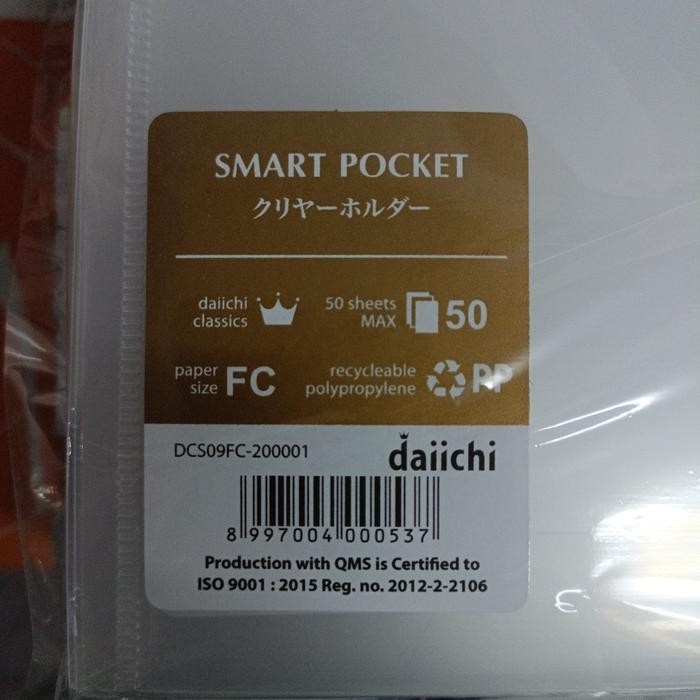 SMART POCKET
クリヤーホルダー
daiichi
classics
50 sheets
MAX
50
paper
size
FC
recycleable
polypropylene
PP
DCS09FC-200001
daiichi
8 997004 000537
Production with QMS is Certified to
ISO 9001 : 2015 Reg. no. 2012-2-2106